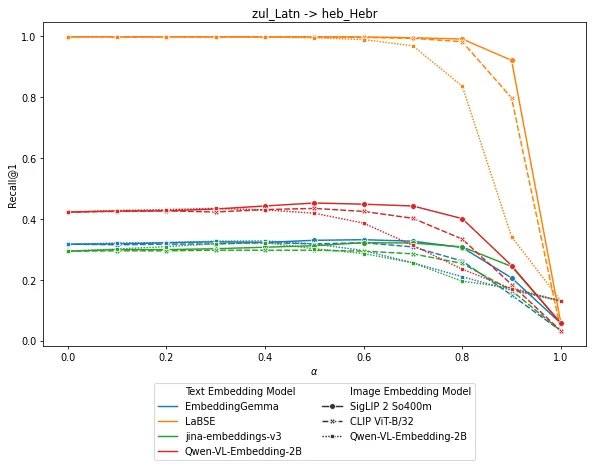 zul_Latn -> heb_Hebr
Recall@1
1.0
0.8
0.6
0.4
0.2
0.0
0.0 0.2 0.4 0.6 0.8 1.0
α
Text Embedding Model
EmbeddingGemma
LaBSE
jina-embeddings-v3
Qwen-VL-Embedding-2B
Image Embedding Model
SigLIP 2 So400m
CLIP ViT-B/32
Qwen-VL-Embedding-2B